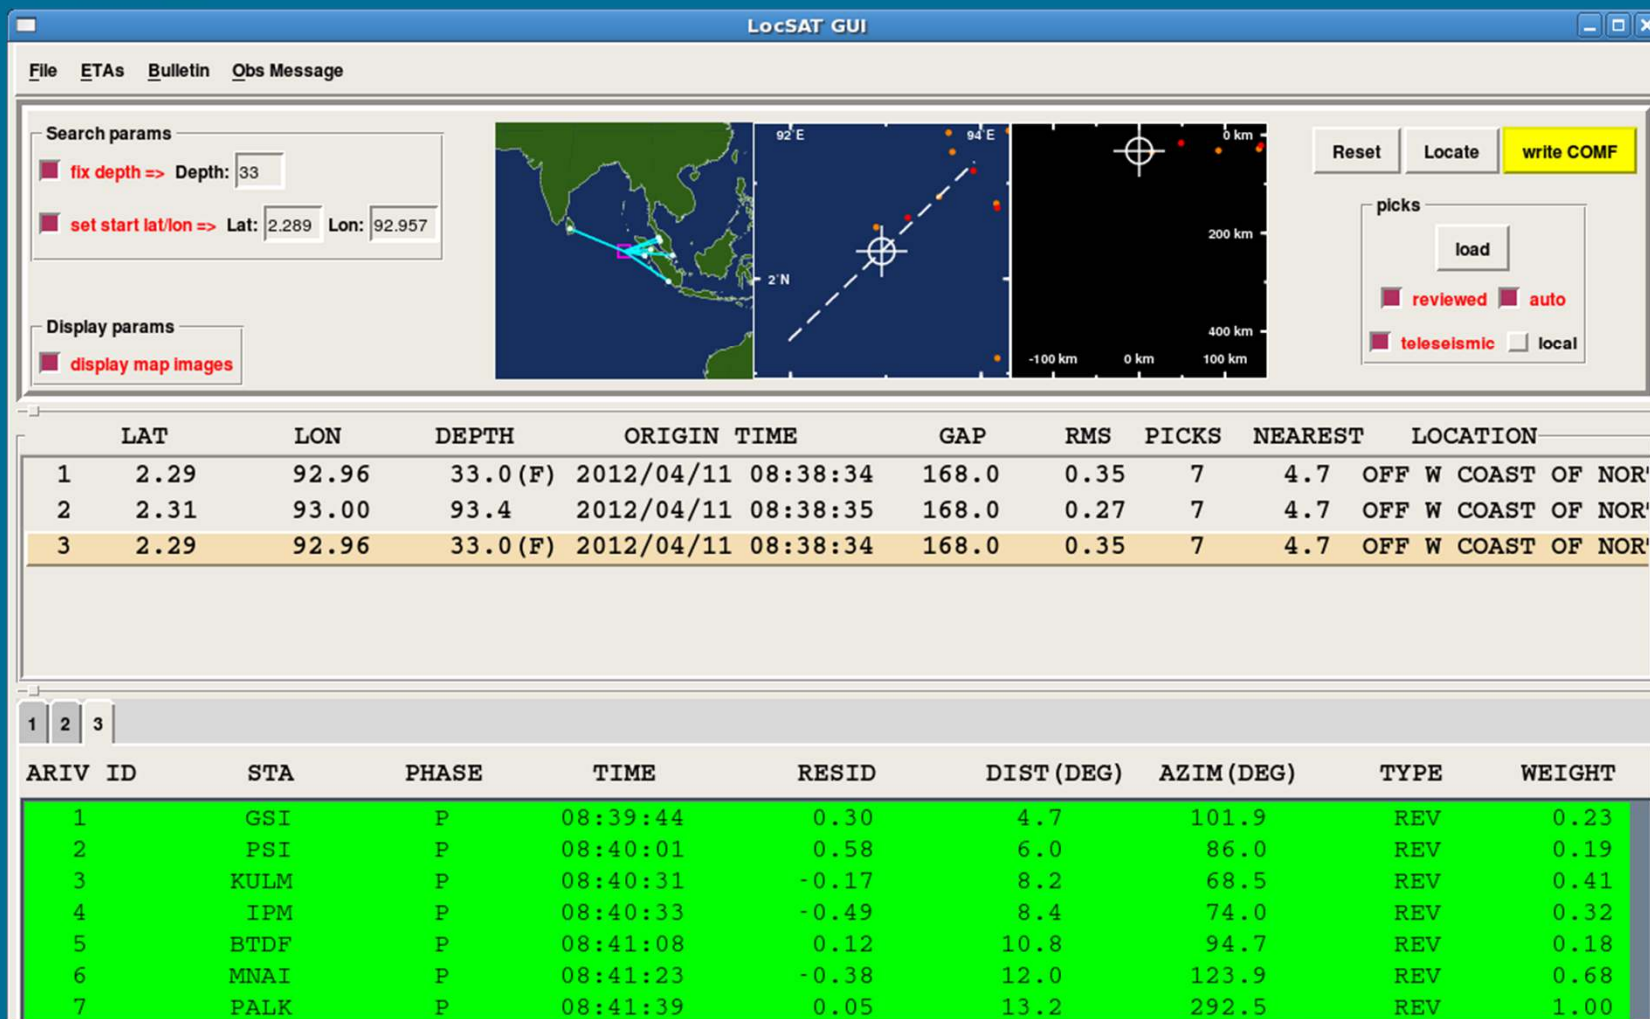 LocSAT GUI
File ETAs Bulletin Obs Message
Search params
fix depth => Depth: 33
set start lat/lon => Lat: 2.289 Lon: 92.957
Display params
display map images
92°E 94°E
2°N
0 km
200 km
400 km
-100 km 0 km 100 km
Reset Locate write COMF
picks
load
reviewed auto
teleseismic local
LAT LON DEPTH ORIGIN TIME GAP RMS PICKS NEAREST LOCATION
1 2.29 92.96 33.0(F) 2012/04/11 08:38:34 168.0 0.35 7 4.7 OFF W COAST OF NOR
2 2.31 93.00 93.4 2012/04/11 08:38:35 168.0 0.27 7 4.7 OFF W COAST OF NOR
3 2.29 92.96 33.0(F) 2012/04/11 08:38:34 168.0 0.35 7 4.7 OFF W COAST OF NOR
1 2 3
ARIV ID STA PHASE TIME RESID DIST(DEG) AZIM(DEG) TYPE WEIGHT
1 GSI P 08:39:44 0.30 4.7 101.9 REV 0.23
2 PSI P 08:40:01 0.58 6.0 86.0 REV 0.19
3 KULM P 08:40:31 -0.17 8.2 68.5 REV 0.41
4 IPM P 08:40:33 -0.49 8.4 74.0 REV 0.32
5 BTDF P 08:41:08 0.12 10.8 94.7 REV 0.18
6 MNAI P 08:41:23 -0.38 12.0 123.9 REV 0.68
7 PALK P 08:41:39 0.05 13.2 292.5 REV 1.00